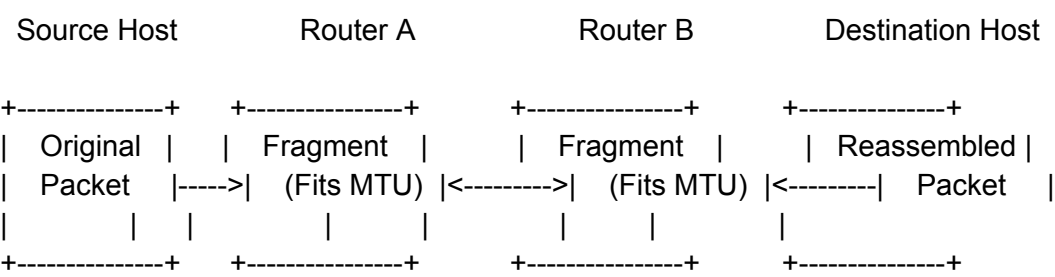 Source Host Router A Router B Destination Host
+---------------+ +----------------+ +----------------+ +---------------+
| Original | | Fragment | | Fragment | | Reassembled |
| Packet |----->| (Fits MTU) |<--------->| (Fits MTU) |<---------| Packet |
| | | | | | | |
+---------------+ +----------------+ +----------------+ +---------------+